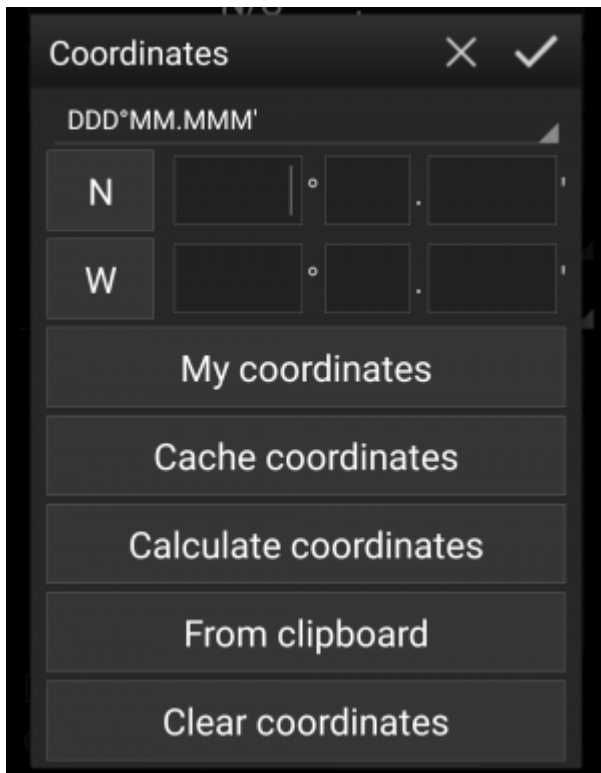 Coordinates
DDD°MM.MMM'
N ° . '
W ° . '
My coordinates
Cache coordinates
Calculate coordinates
From clipboard
Clear coordinates